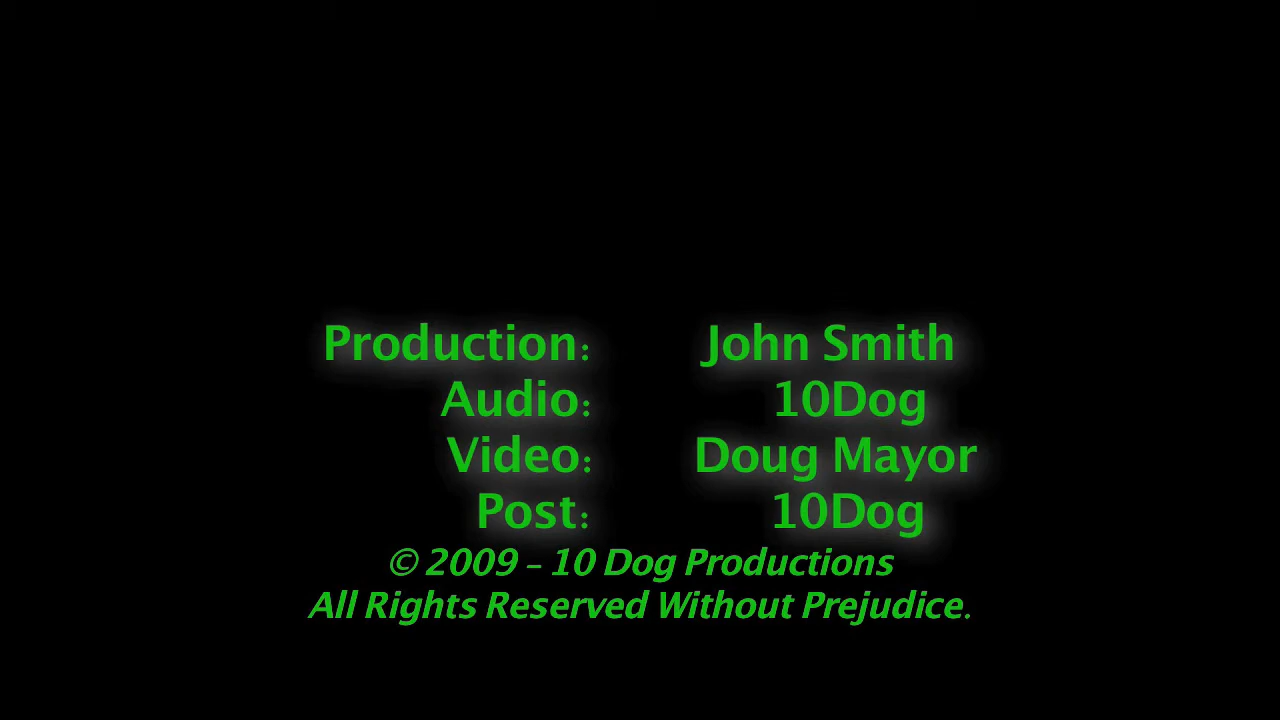 Production: John Smith
Audio: 10Dog
Video: Doug Mayor
Post: 10Dog
© 2009 – 10 Dog Productions
All Rights Reserved Without Prejudice.